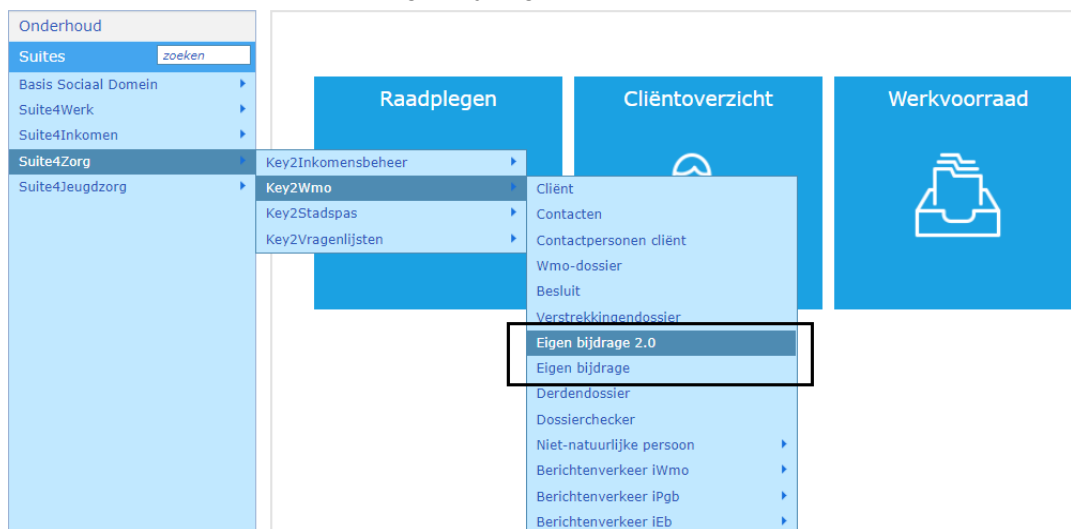 Onderhoud
Suites
zoeken
Basis Sociaal Domein
Suite4Werk
Suite4Inkomen
Suite4Zorg
Suite4Jeugdzorg
Key2Inkomensbeheer
Key2Wmo
Key2Stadspas
Key2Vragenlijsten
Cliënt
Contacten
Contactpersonen cliënt
Wmo-dossier
Besluit
Verstrekkingendossier
Eigen bijdrage 2.0
Eigen bijdrage
Derdendossier
Dossierchecker
Niet-natuurlijke persoon
Berichtenverkeer iWmo
Berichtenverkeer iPgb
Berichtenverkeer iEb
Raadplegen
Cliëntoverzicht
Werkvoorraad